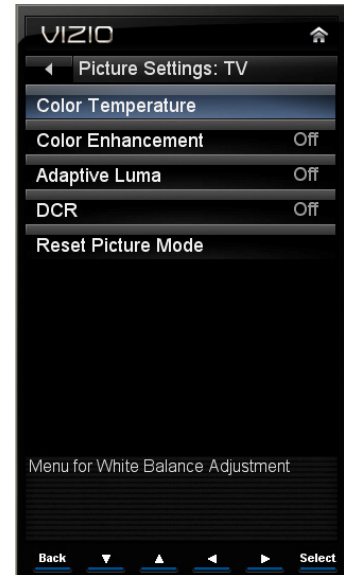 VIZIO
Picture Settings: TV
Color Temperature
Color Enhancement Off
Adaptive Luma Off
DCR Off
Reset Picture Mode
Menu for White Balance Adjustment
Back ▼ ▲ ◄ ► Select